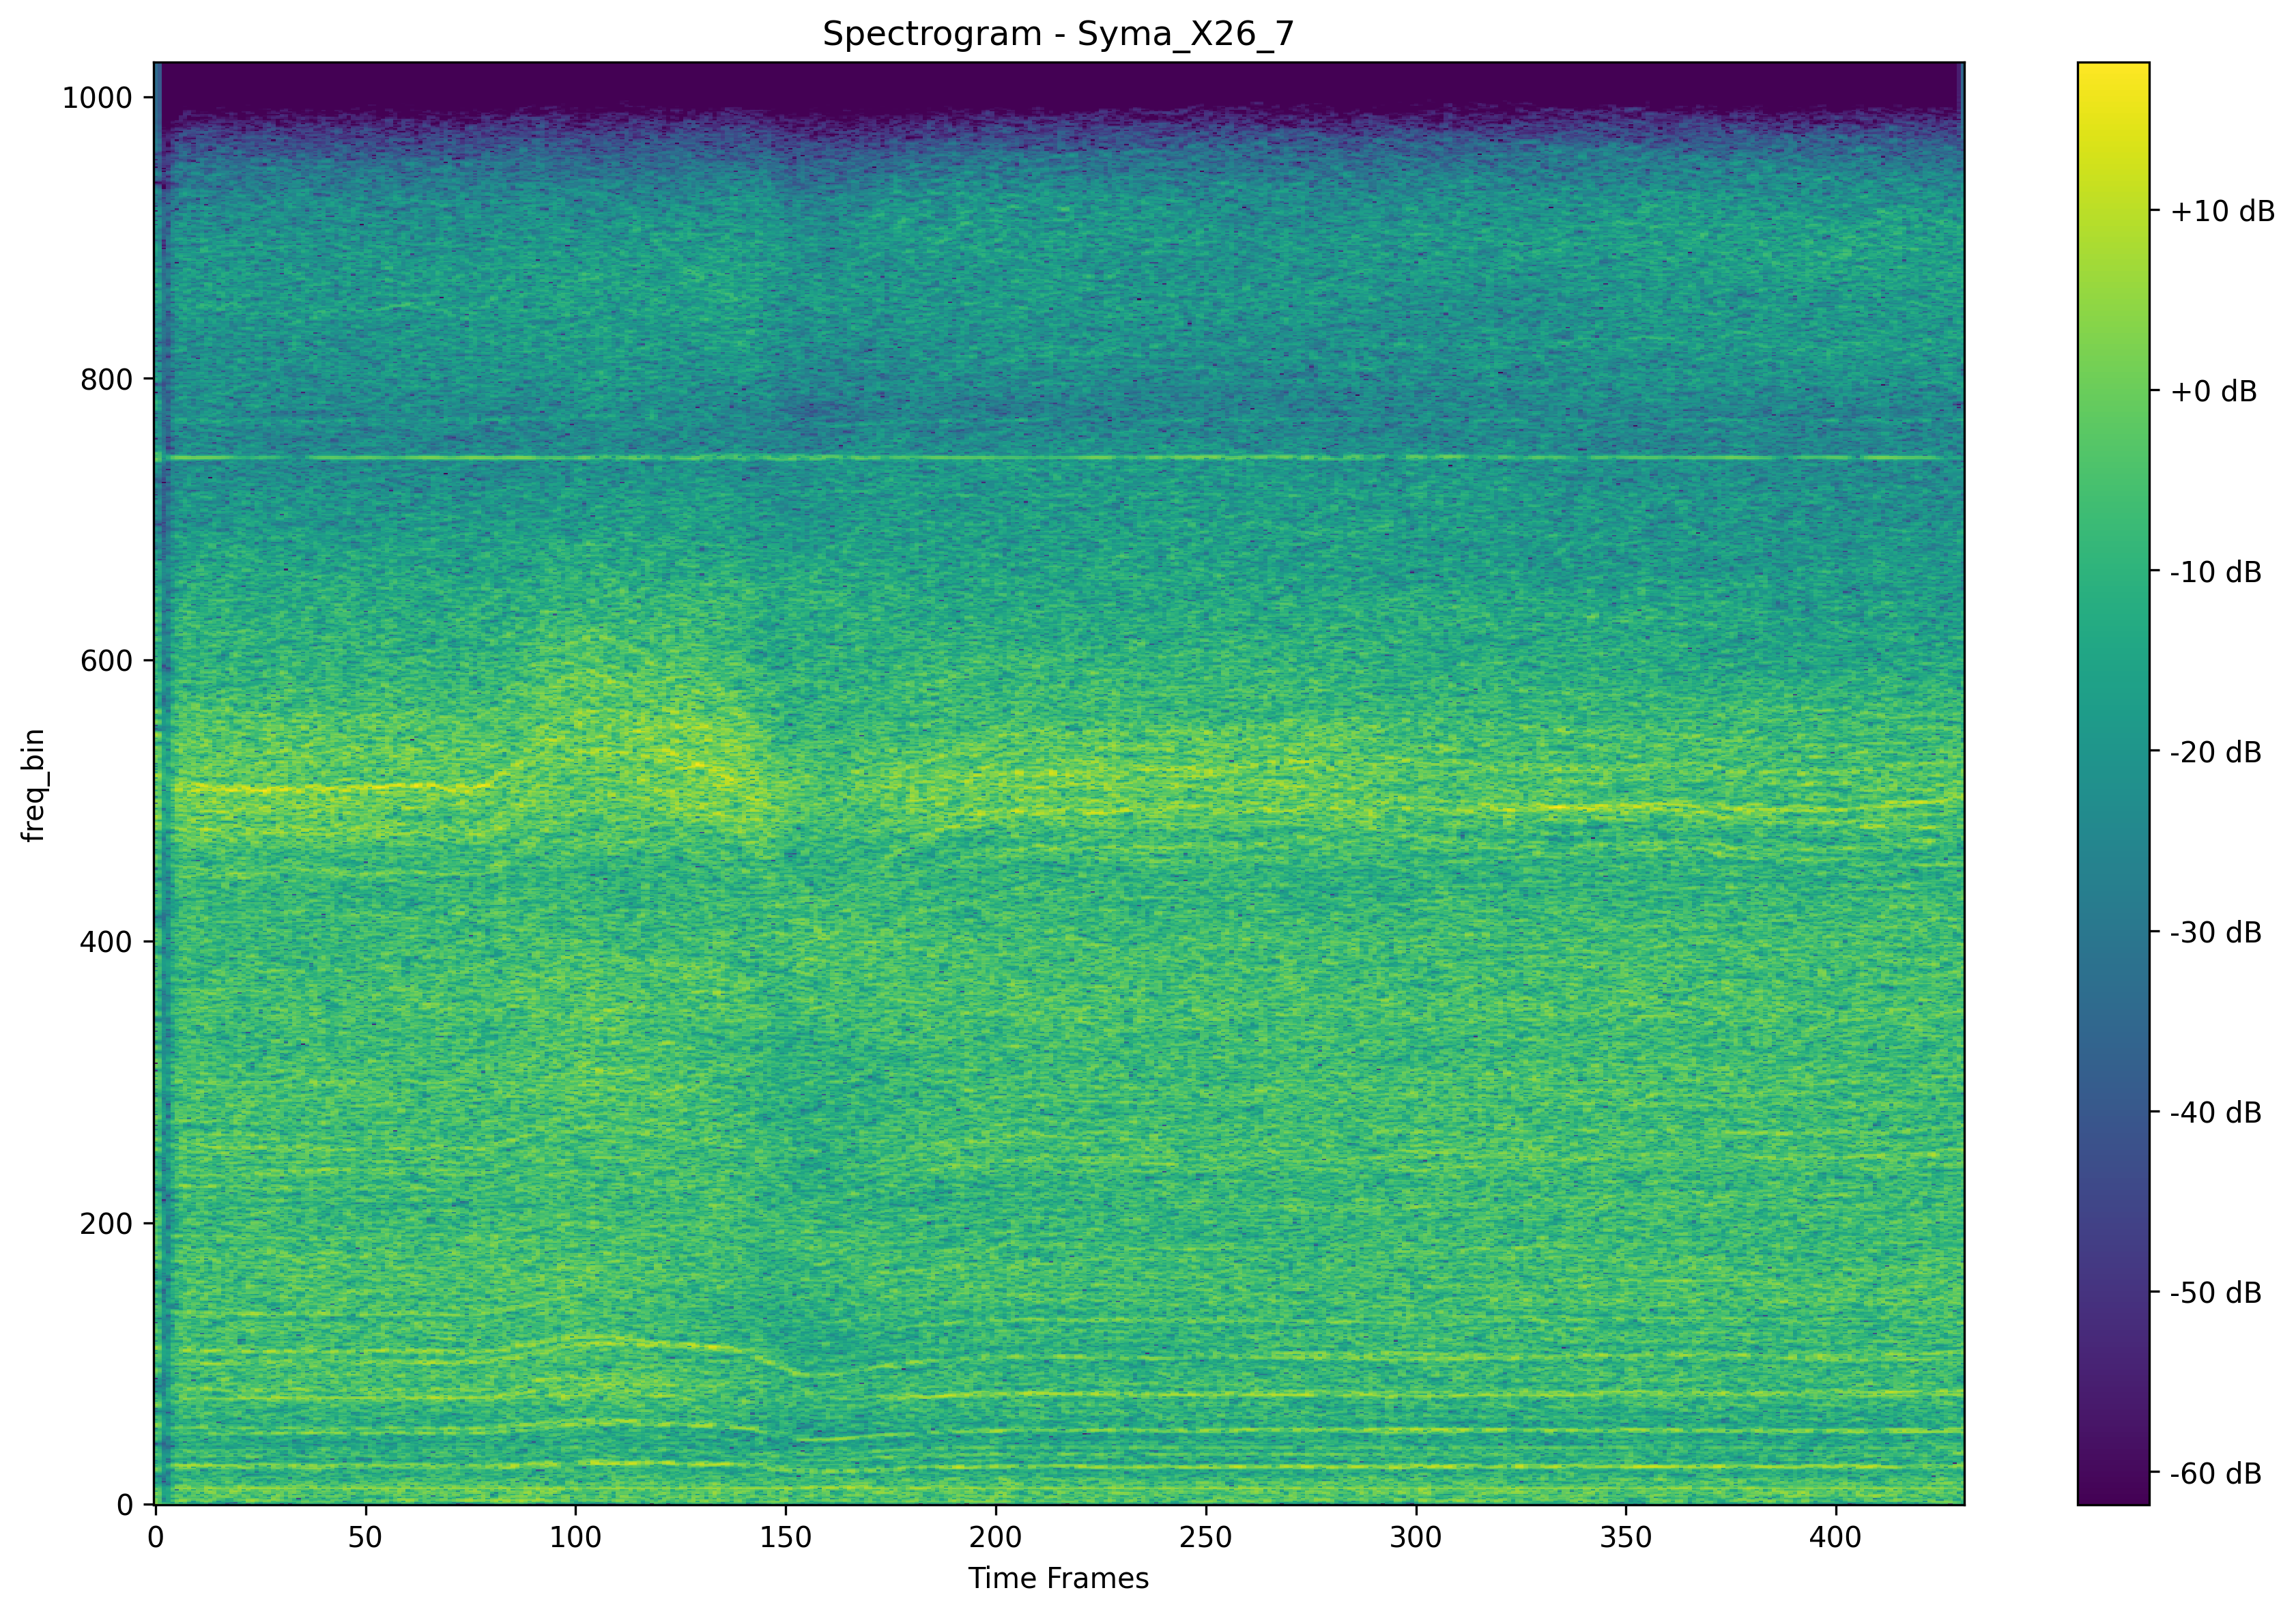 Spectrogram - Syma_X26_7
1000
800
600
400
200
0
freq_bin
0 50 100 150 200 250 300 350 400
Time Frames
+10 dB
+0 dB
-10 dB
-20 dB
-30 dB
-40 dB
-50 dB
-60 dB